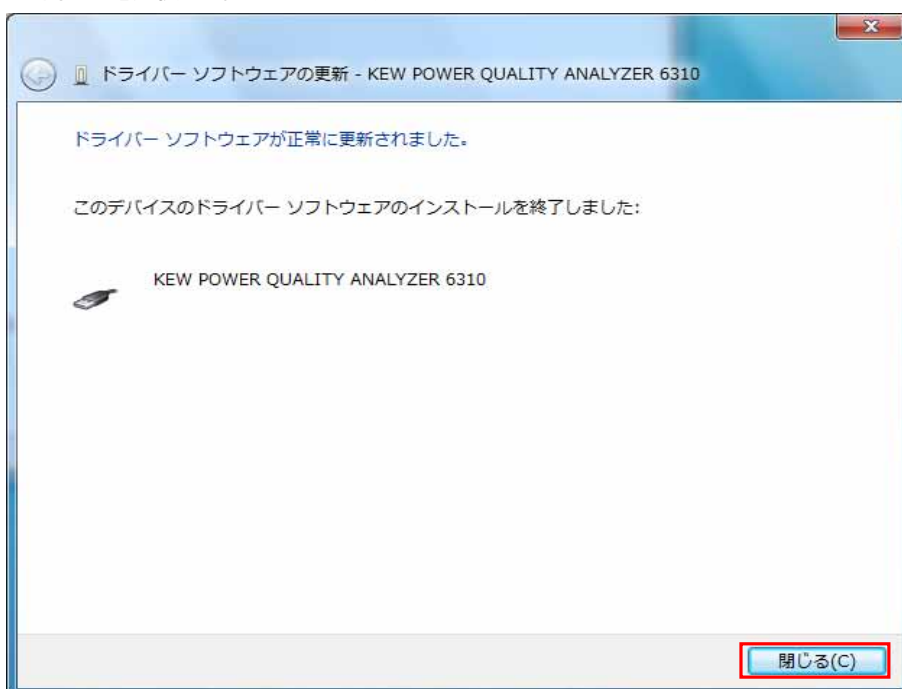 ドライバー ソフトウェアの更新 - KEW POWER QUALITY ANALYZER 6310
ドライバー ソフトウェアが正常に更新されました。
このデバイスのドライバー ソフトウェアのインストールを終了しました:
KEW POWER QUALITY ANALYZER 6310
閉じる(C)